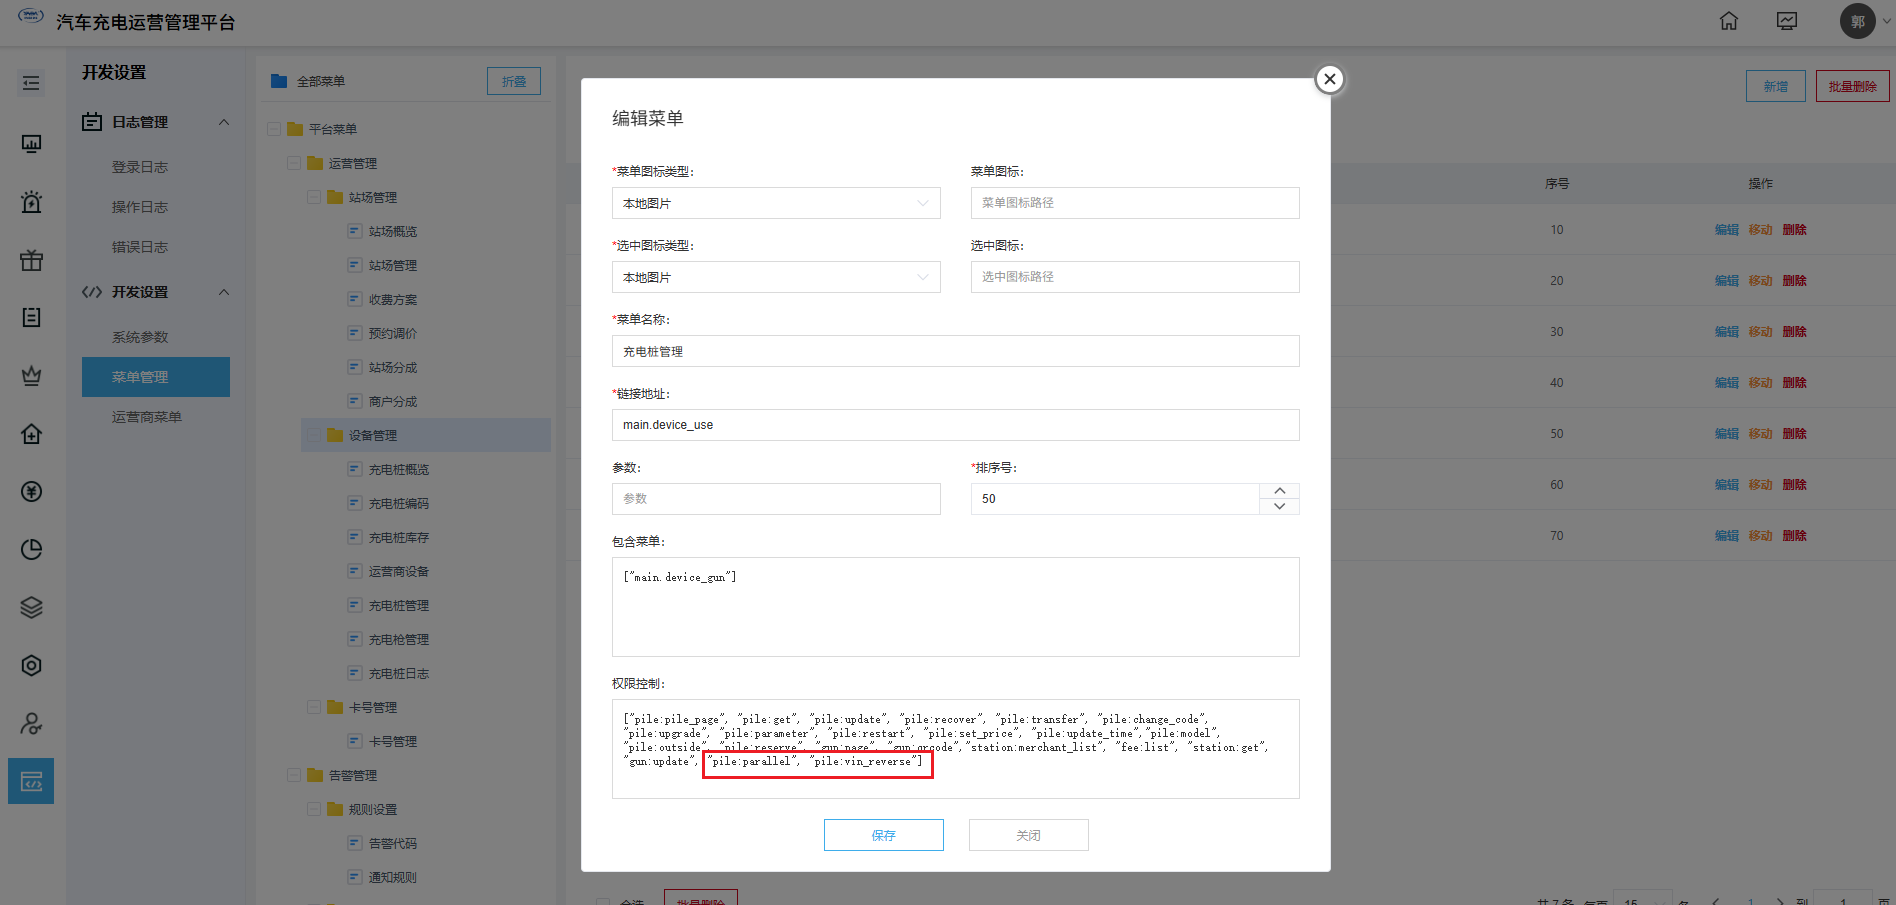 汽车充电运营管理平台
郭
开发设置
日志管理
登录日志
操作日志
错误日志
开发设置
系统参数
菜单管理
运营商菜单
全部菜单
折叠
平台菜单
运营管理
站场管理
站场概览
站场管理
收费方案
预约调价
站场分成
商户分成
设备管理
充电桩概览
充电桩编码
充电桩库存
运营商设备
充电桩管理
充电枪管理
充电桩日志
卡号管理
卡号管理
告警管理
规则设置
告警代码
通知规则
新增
批量删除
序号
操作
10
编辑 移动 删除
20
编辑 移动 删除
30
编辑 移动 删除
40
编辑 移动 删除
50
编辑 移动 删除
60
编辑 移动 删除
70
编辑 移动 删除
编辑菜单
*菜单图标类型:
菜单图标:
本地图片
菜单图标路径
*选中图标类型:
选中图标:
本地图片
选中图标路径
*菜单名称:
充电桩管理
*链接地址:
main.device_use
参数:
*排序号:
参数
50
包含菜单:
["main.device_gun"]
权限控制:
["pile:pile_page", "pile:get", "pile:update", "pile:recover", "pile:transfer", "pile:change_code",
"pile:upgrade", "pile:parameter", "pile:restart", "pile:set_price", "pile:update_time","pile:model",
"pile:outside", "pile:reserve", "gun:page", "gun:qrcode","station:merchant_list", "fee:list", "station:get",
"gun:update", "pile:parallel", "pile:vin_reverse"]
保存
关闭
全选
批量删除
共 7 条 每页 15 条 1 到 1 页